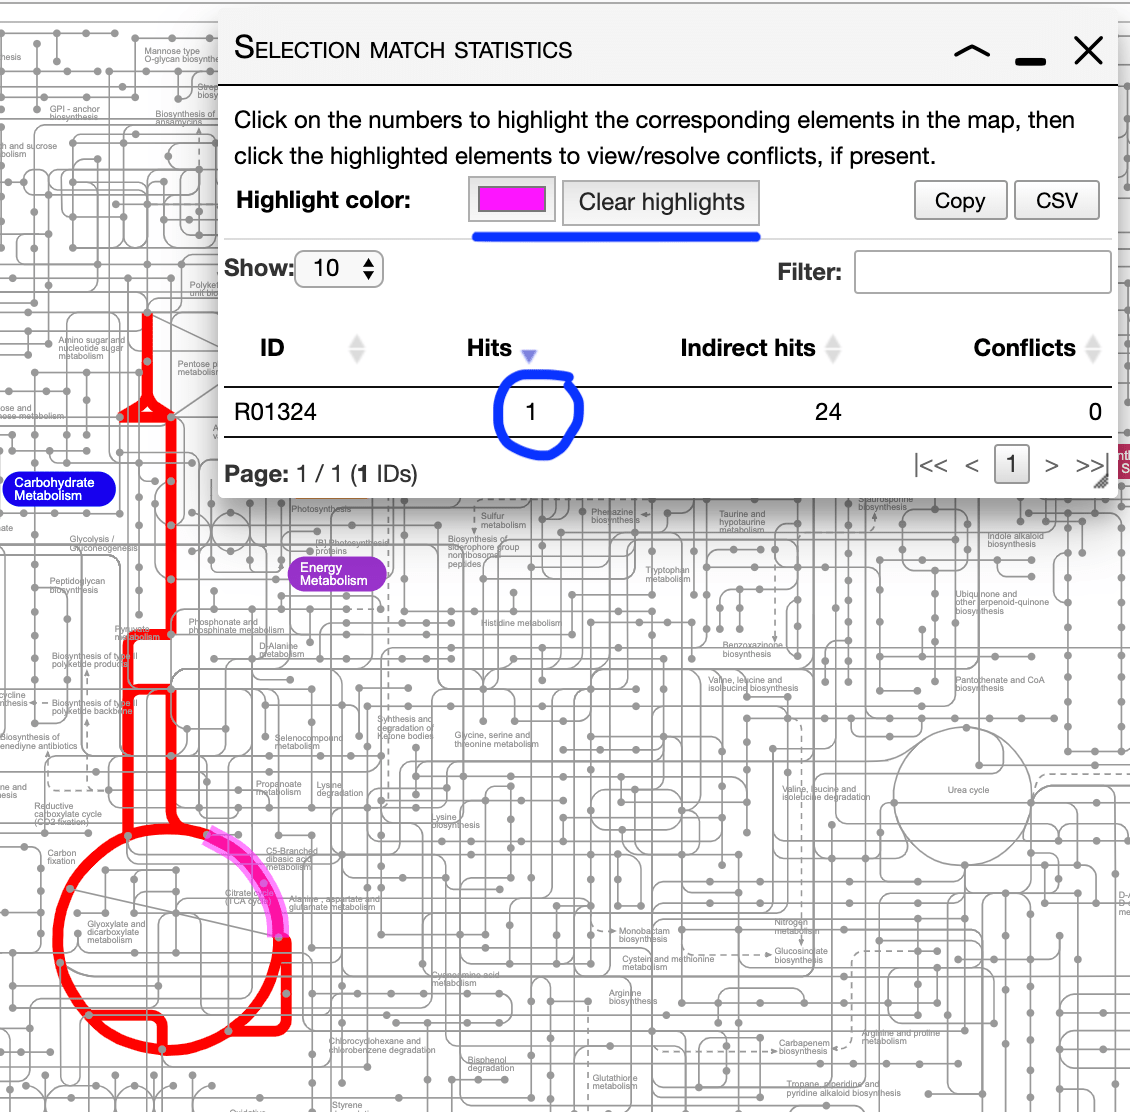 SELECTION MATCH STATISTICS
Click on the numbers to highlight the corresponding elements in the map, then
click the highlighted elements to view/resolve conflicts, if present.
Highlight color:
Clear highlights
Copy
CSV
Show: 10
Filter:
ID Hits Indirect hits Conflicts
R01324 1 24 0
Page: 1 / 1 (1 IDs)
|<< < 1 > >>|
Mannose type
O-glycan biosynthe
GPI - anchor
biosynthesis
Biosynthesis of
ansamycins
Amino sugar and
nucleotide sugar
metabolism
Pentose p
metabolis
Carbohydrate
Metabolism
Glycolysis /
Gluconeogenesis
Photosynthesis
Sulfur
metabolism
Phenazine
biosynthesis
Taurine and
hypotaurine
metabolism
Staurosporine
biosynthesis
Indole alkaloid
biosynthesis
Biosynthesis of
siderophore group
nonribosomal
peptides
Energy
Metabolism
Peptidoglycan
biosynthesis
Tryptophan
metabolism
Ubiquinone and
other terpenoid-quinone
biosynthesis
Pyruvate
metabolism
Phosphonate and
phosphinate metabolism
Histidine metabolism
D-Alanine
metabolism
Benzoxazinone
biosynthesis
Biosynthesis of type II
polyketide products
Valine, leucine and
isoleucine biosynthesis
Pantothenate and CoA
biosynthesis
Biosynthesis of type II
polyketide backbone
Synthesis and
degradation of
ketone bodies
Glycine, serine and
threonine metabolism
Biosynthesis of
enediyne antibiotics
Selenocompound
metabolism
Propanoate
metabolism
Lysine
degradation
Valine, leucine and
isoleucine degradation
Urea cycle
Reductive
carboxylate cycle
(CO2 fixation)
Lysine
biosynthesis
Carbon
fixation
C5-Branched
dibasic acid
metabolism
Citrate cycle
(TCA cycle)
Alanine, aspartate and
glutamate metabolism
Glyoxylate and
dicarboxylate
metabolism
Monobactam
biosynthesis
Nitrogen
metabolism
Glucosinolate
biosynthesis
Cystein and methionine
metabolism
Cyanoamino acid
metabolism
Arginine
biosynthesis
Chlorocyclohexane and
chlorobenzene degradation
Carbapenem
biosynthesis
Arginine and proline
metabolism
Bisphenol
degradation
Glutathione
metabolism
Tropane, piperidine and
pyridine alkaloid biosynthesis
Styrene